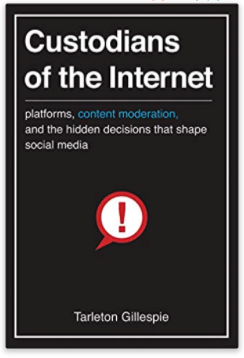 Custodians
of the Internet
platforms, content moderation,
and the hidden decisions that shape
social media
!
Tarleton Gillespie